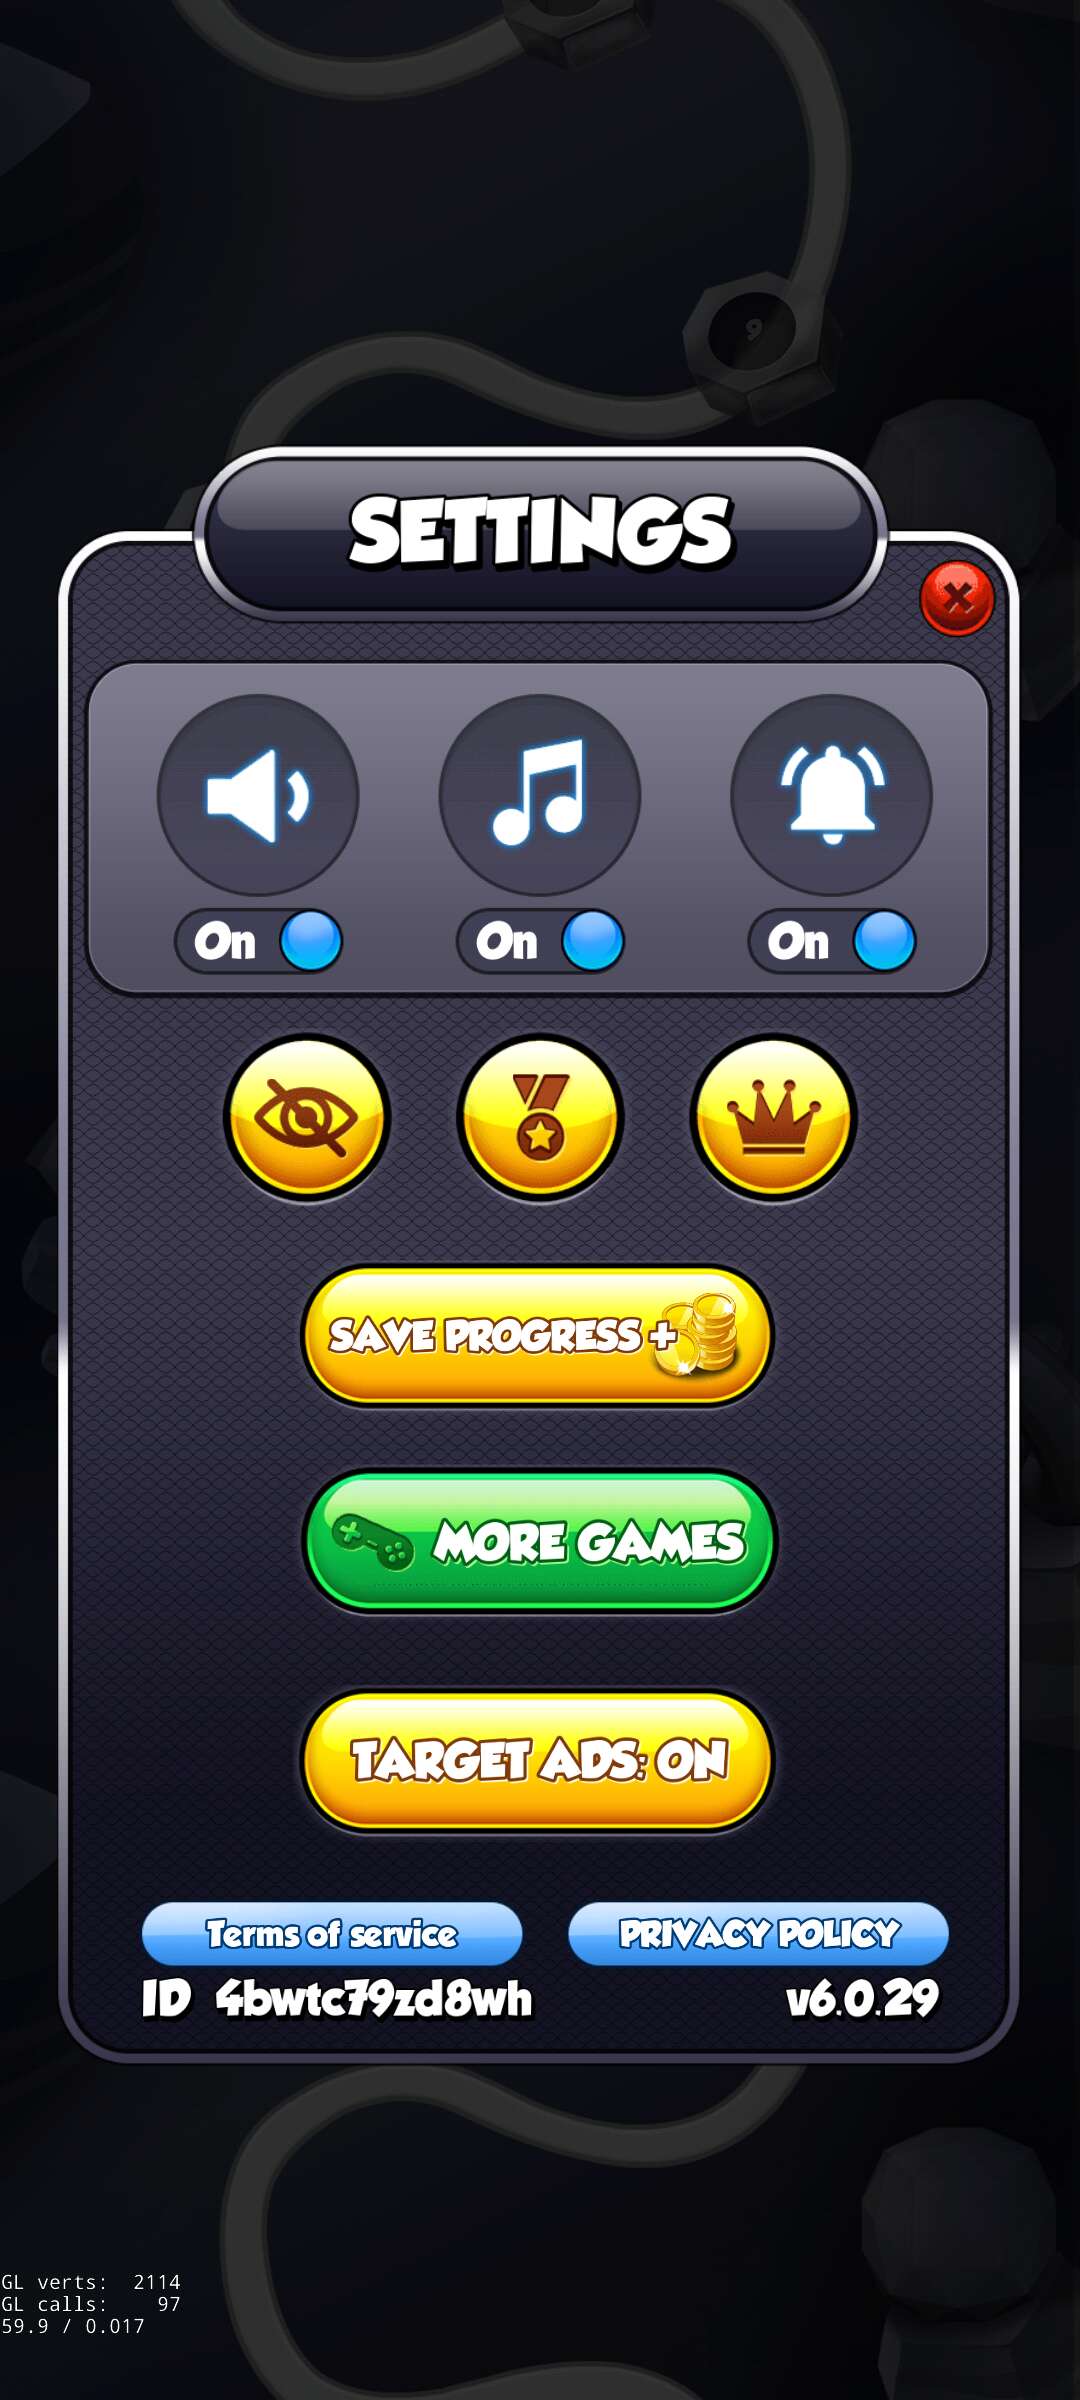 9
SETTINGS
On On On
SAVE PROGRESS +
MORE GAMES
TARGET ADS: ON
Terms of service PRIVACY POLICY
ID 4bwtc79zd8wh v6.0.29
GL verts: 2114
GL calls: 97
59.9 / 0.017